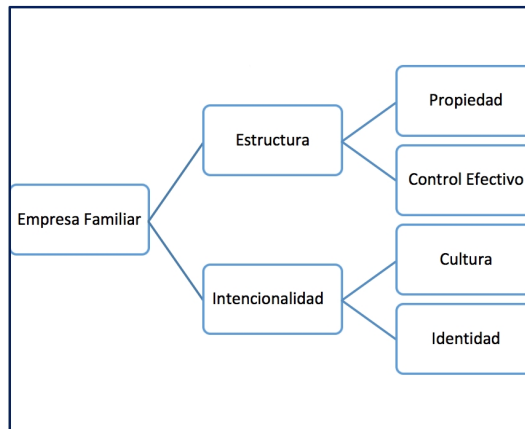 Empresa Familiar
Estructura
Propiedad
Control Efectivo
Intencionalidad
Cultura
Identidad